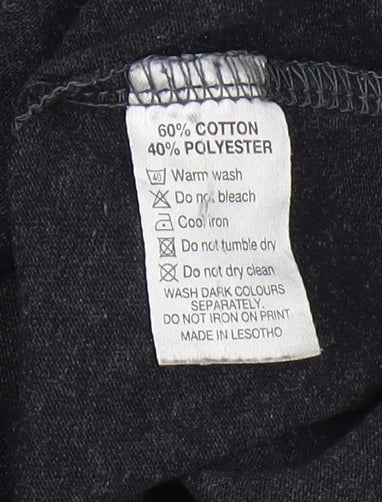 60% COTTON
40% POLYESTER
40 Warm wash
Do not bleach
Cool iron
Do not tumble dry
Do not dry clean
WASH DARK COLOURS
SEPARATELY.
DO NOT IRON ON PRINT
MADE IN LESOTHO